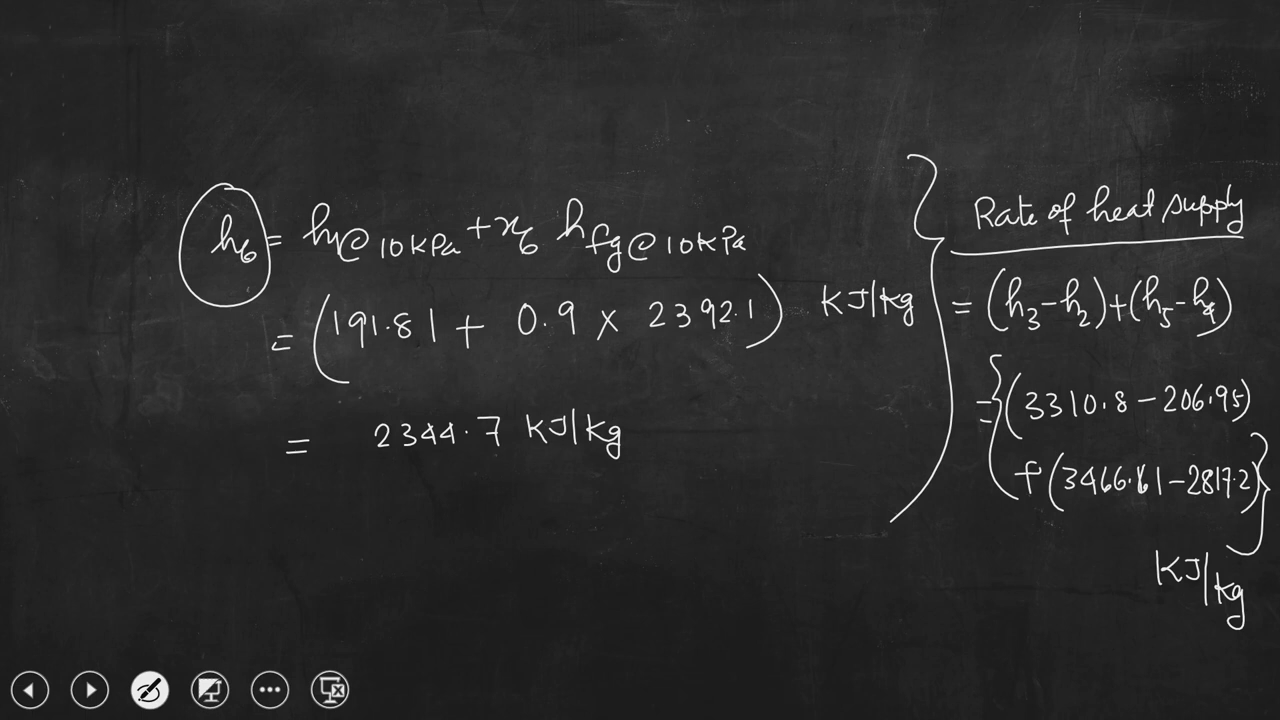 h6 = h@10kPa + x6 hfg@10kPa
= (191.81 + 0.9 × 2392.1) KJ/kg
= 2344.7 KJ/kg
Rate of heat supply
= (h3 - h2) + (h5 - h4)
= {(3310.8 - 206.95)
+ (3466.61 - 2817.2)}
KJ/kg